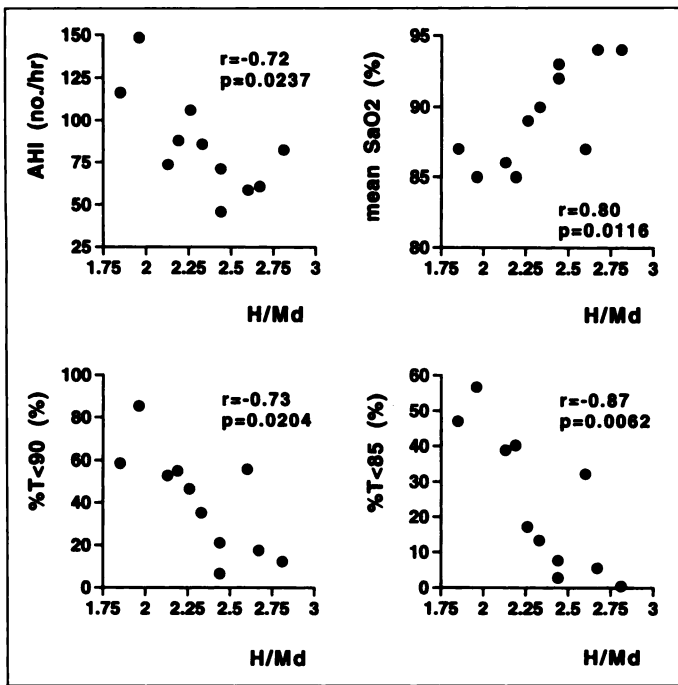 AHI (no./hr)
150
125
100
75
50
25
r=-0.72
p=0.0237
1.75 2 2.25 2.5 2.75 3
H/Md
mean SaO2 (%)
95
90
85
80
r=0.80
p=0.0116
1.75 2 2.25 2.5 2.75 3
H/Md
%T<90 (%)
100
80
60
40
20
0
r=-0.73
p=0.0204
1.75 2 2.25 2.5 2.75 3
H/Md
%T<85 (%)
60
50
40
30
20
10
0
r=-0.87
p=0.0062
1.75 2 2.25 2.5 2.75 3
H/Md